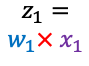 z₁ =
w₁× x₁